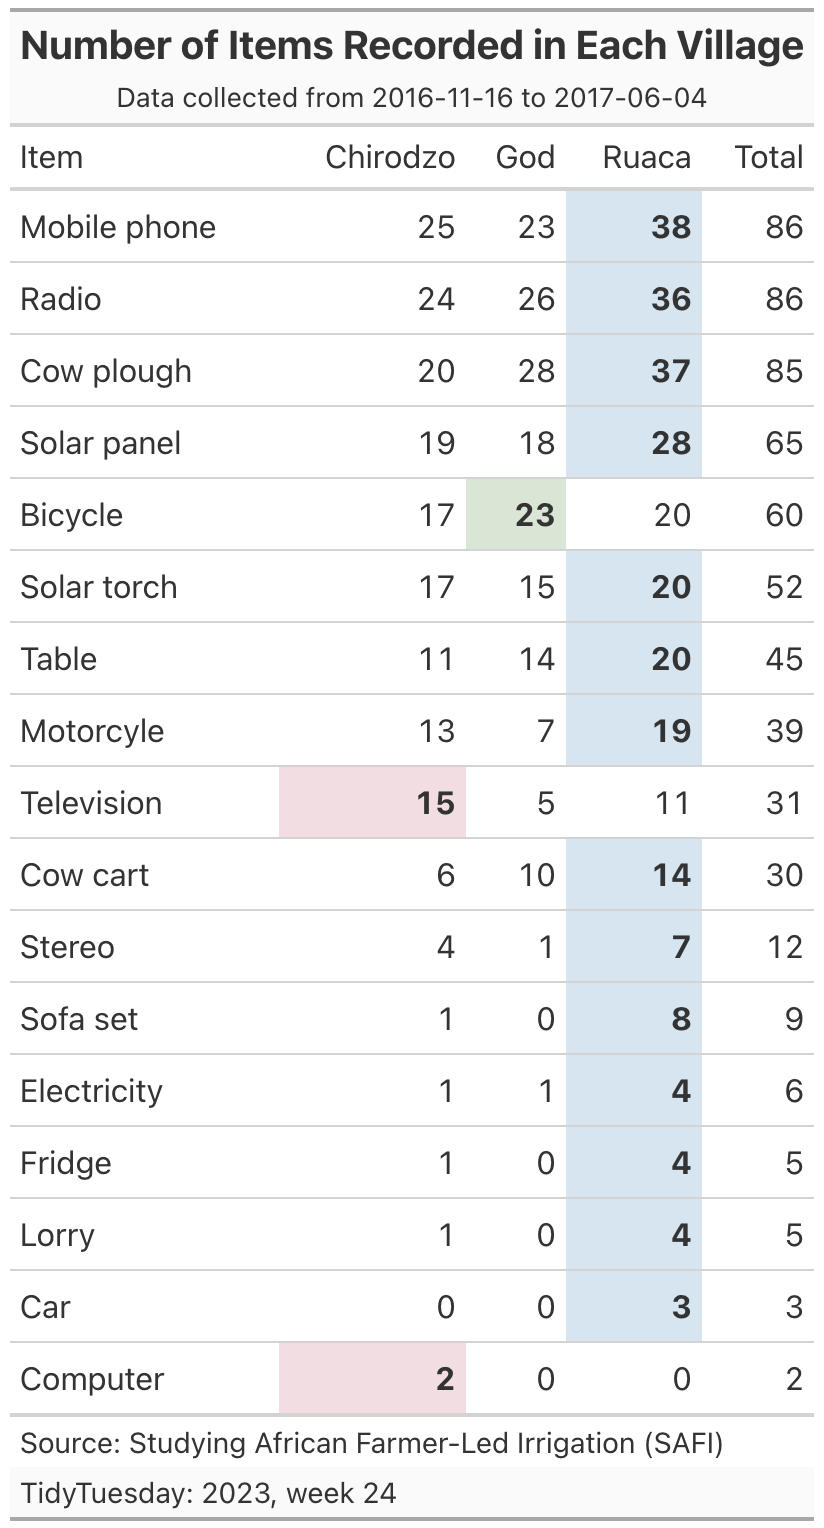 Number of Items Recorded in Each Village
Data collected from 2016-11-16 to 2017-06-04
Item Chirodzo God Ruaca Total
Mobile phone 25 23 38 86
Radio 24 26 36 86
Cow plough 20 28 37 85
Solar panel 19 18 28 65
Bicycle 17 23 20 60
Solar torch 17 15 20 52
Table 11 14 20 45
Motorcyle 13 7 19 39
Television 15 5 11 31
Cow cart 6 10 14 30
Stereo 4 1 7 12
Sofa set 1 0 8 9
Electricity 1 1 4 6
Fridge 1 0 4 5
Lorry 1 0 4 5
Car 0 0 3 3
Computer 2 0 0 2
Source: Studying African Farmer-Led Irrigation (SAFI)
TidyTuesday: 2023, week 24